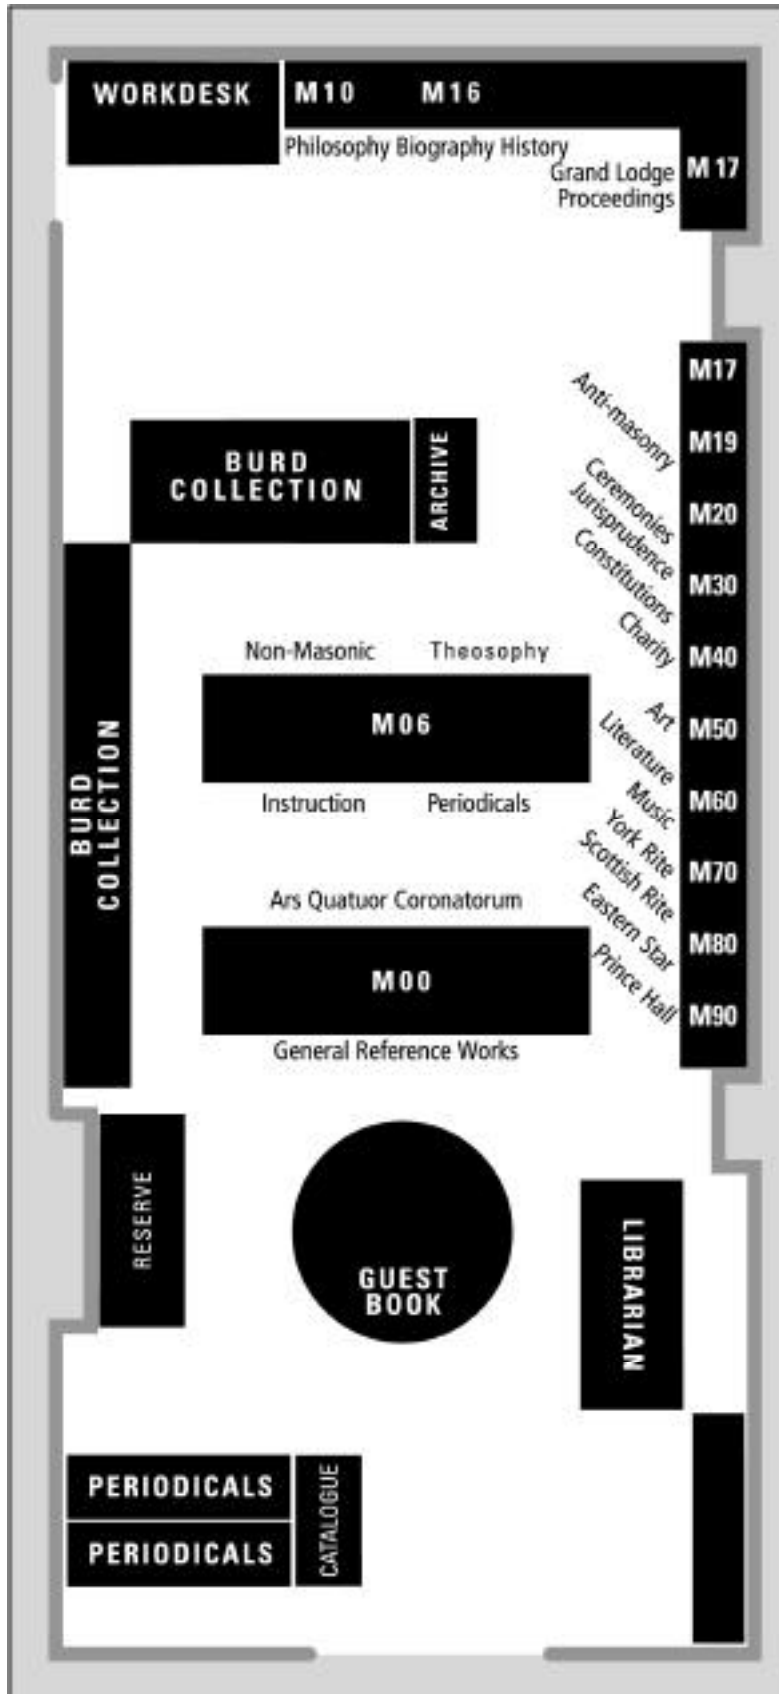 WORKDESK
M10 M16
Philosophy Biography History
Grand Lodge
Proceedings
M 17
M17
Anti-masonry
M19
Ceremonies
M20
Jurisprudence
Constitutions
M30
Charity
M40
BURD
COLLECTION
ARCHIVE
Non-Masonic Theosophy
M06
Instruction Periodicals
Art
M50
Literature
Music
M60
York Rite
M70
Scottish Rite
Eastern Star
M80
Prince Hall
M90
BURD
COLLECTION
Ars Quatuor Coronatorum
M00
General Reference Works
RESERVE
GUEST
BOOK
LIBRARIAN
PERIODICALS
PERIODICALS
CATALOGUE